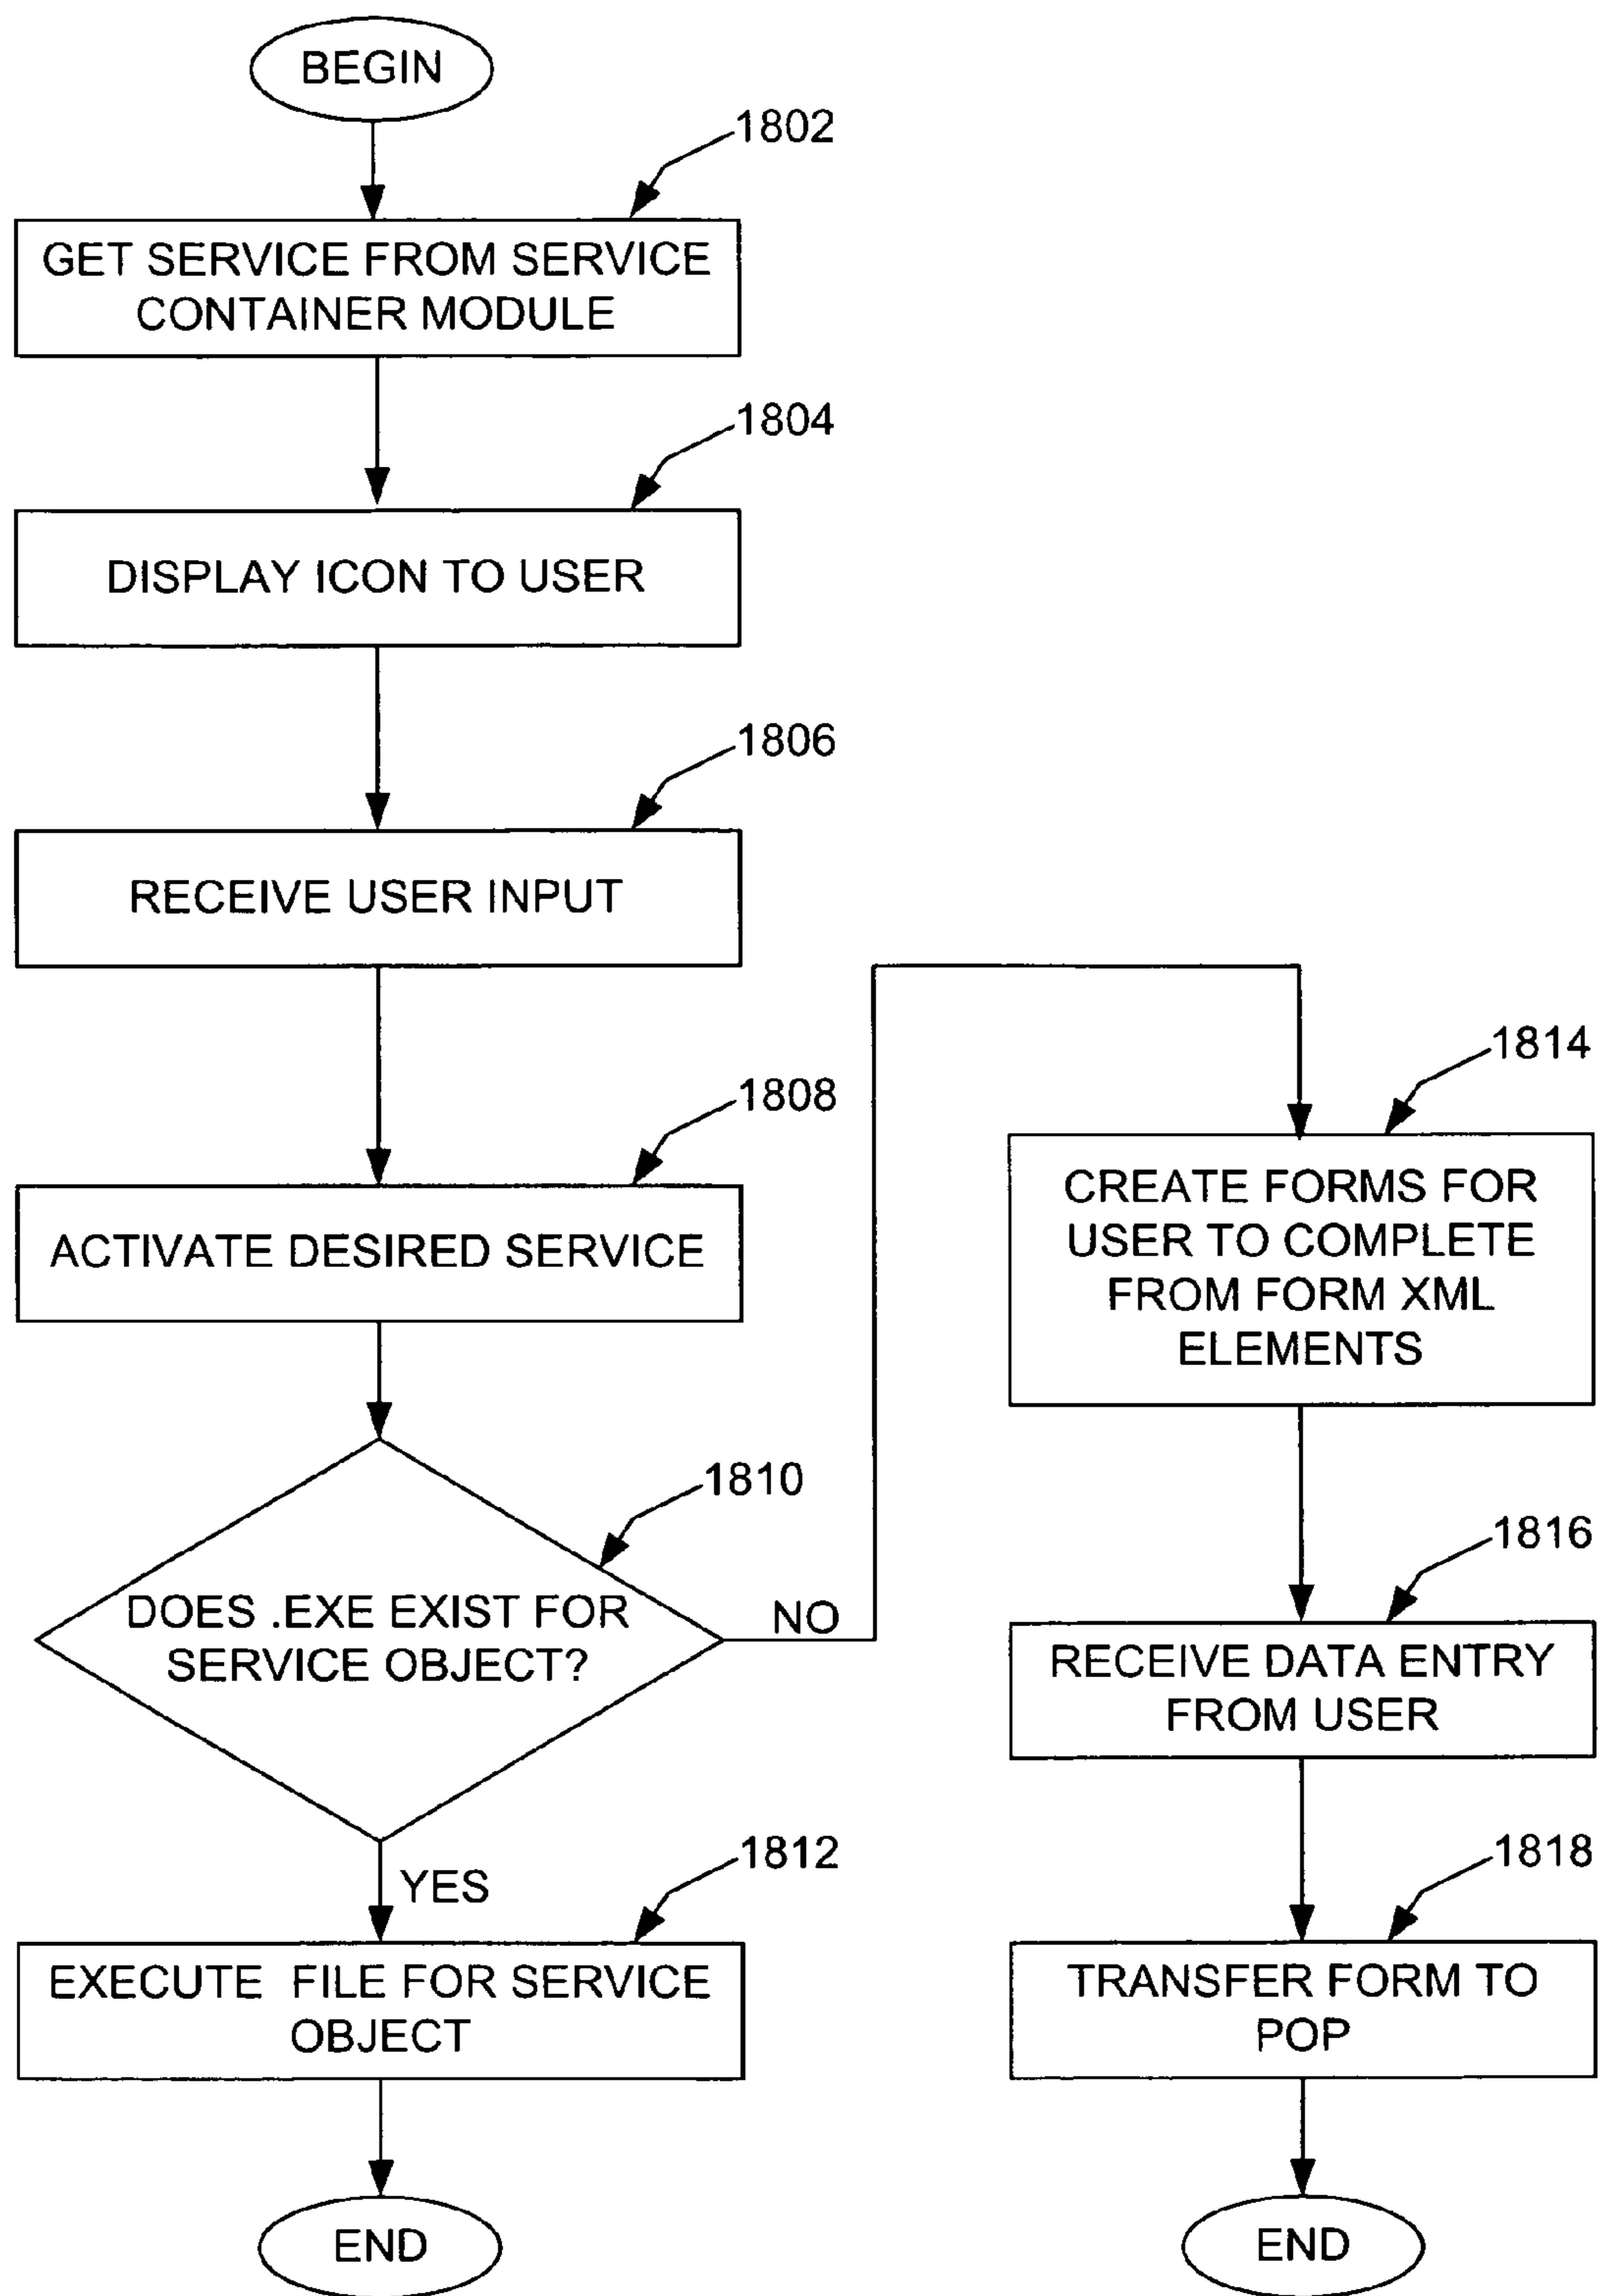 BEGIN
1802
GET SERVICE FROM SERVICE
CONTAINER MODULE
1804
DISPLAY ICON TO USER
1806
RECEIVE USER INPUT
1808
ACTIVATE DESIRED SERVICE
1810
DOES .EXE EXIST FOR
SERVICE OBJECT?
NO
YES
1812
EXECUTE FILE FOR SERVICE
OBJECT
END
1814
CREATE FORMS FOR
USER TO COMPLETE
FROM FORM XML
ELEMENTS
1816
RECEIVE DATA ENTRY
FROM USER
1818
TRANSFER FORM TO
POP
END